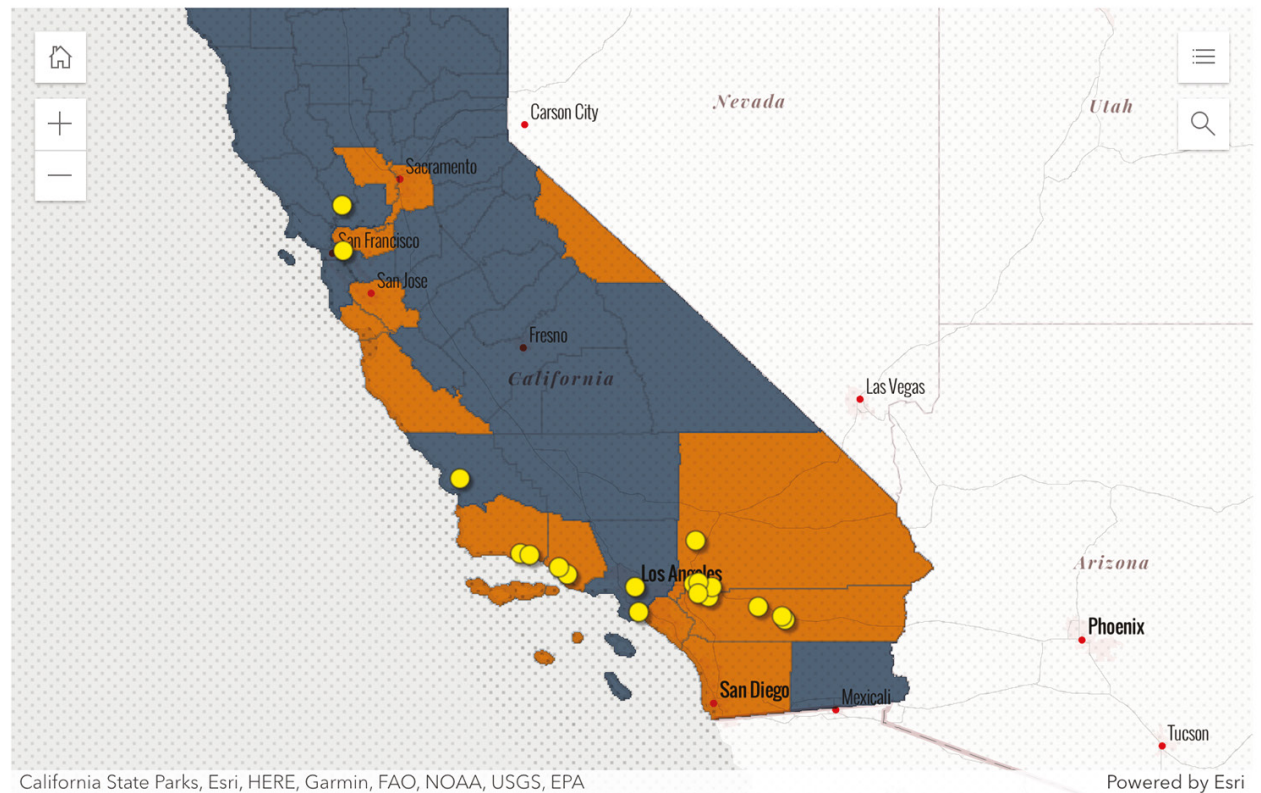 Carson City
Nevada
Utah
Sacramento
San Francisco
San Jose
Fresno
California
Las Vegas
Los Angeles
Arizona
Phoenix
San Diego
Mexicali
Tucson
California State Parks, Esri, HERE, Garmin, FAO, NOAA, USGS, EPA
Powered by Esri